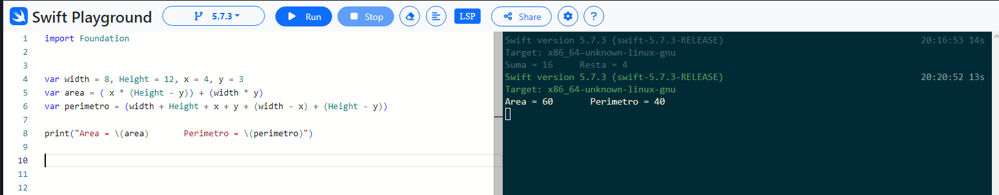 Swift Playground 5.7.3 Run Stop LSP Share ?
1 import Foundation
2
3
4 var width = 8, Height = 12, x = 4, y = 3
5 var area = ( x * (Height - y)) + (width * y)
6 var perimetro = (width + Height + x + y + (width - x) + (Height - y))
7
8 print("Area = \(area)       Perimetro = \(perimetro)")
9
10
11
12
Swift version 5.7.3 (swift-5.7.3-RELEASE) 20:16:53 14s
Target: x86_64-unknown-linux-gnu
Suma = 16     Resta = 4
Swift version 5.7.3 (swift-5.7.3-RELEASE) 20:20:52 13s
Target: x86_64-unknown-linux-gnu
Area = 60       Perimetro = 40